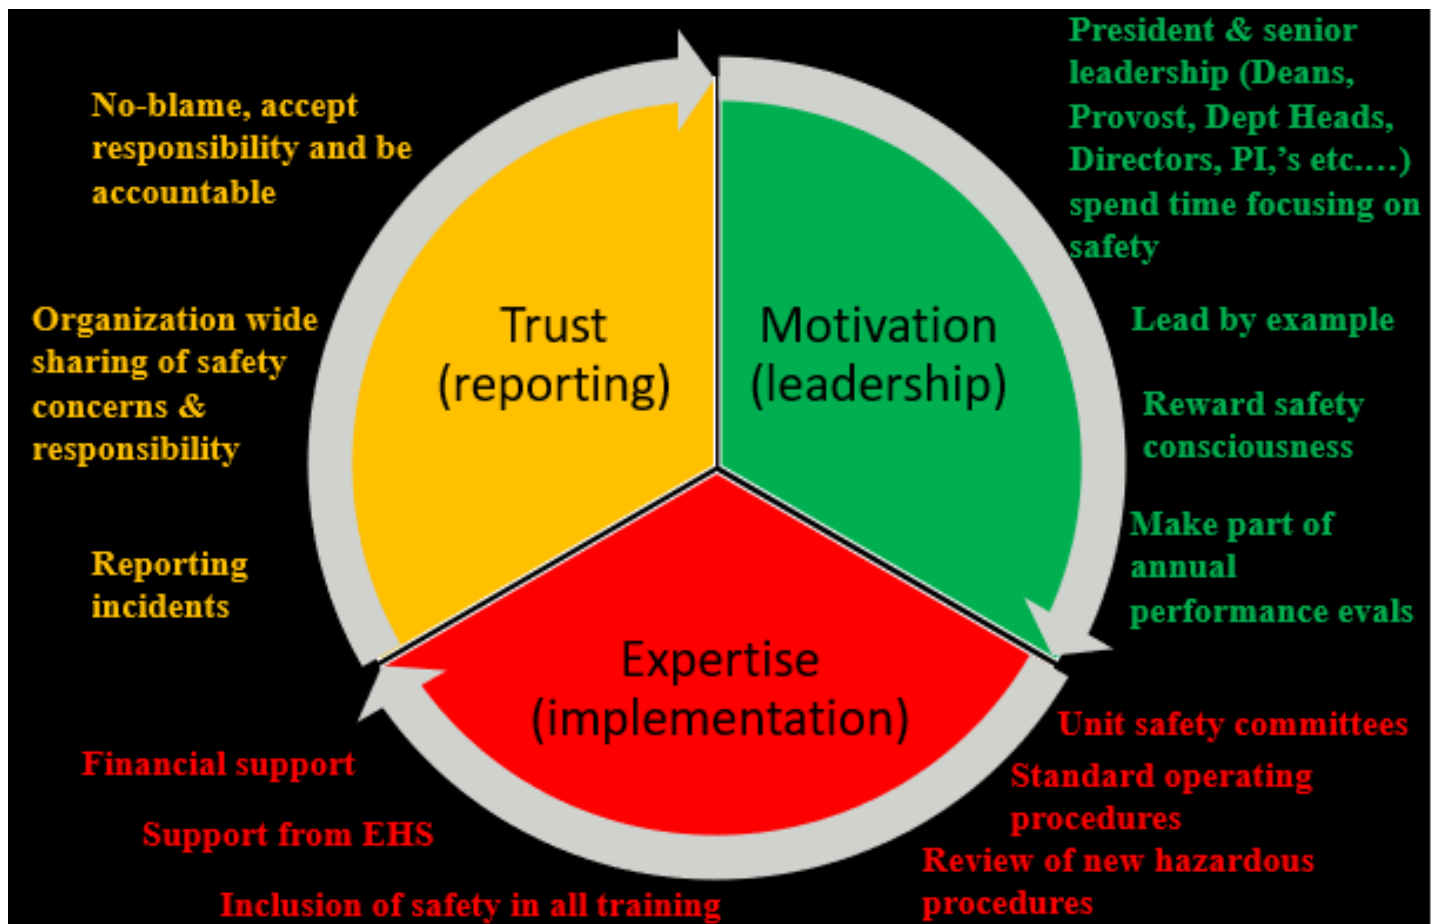 No-blame, accept
responsibility and be
accountable
Organization wide
sharing of safety
concerns &
responsibility
Reporting
incidents
Trust
(reporting)
Motivation
(leadership)
Expertise
(implementation)
President & senior
leadership (Deans,
Provost, Dept Heads,
Directors, PI,’s etc.…)
spend time focusing on
safety
Lead by example
Reward safety
consciousness
Make part of
annual
performance evals
Unit safety committees
Standard operating
procedures
Review of new hazardous
procedures
Financial support
Support from EHS
Inclusion of safety in all training